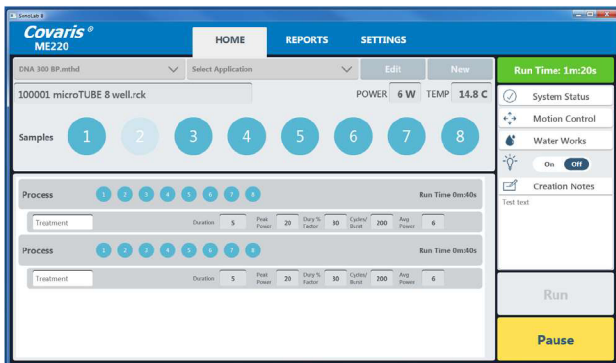 SonoLab 8
Covaris ®
ME220
HOME REPORTS SETTINGS
DNA 300 BP.mthd Select Application Edit New
Run Time: 1m:20s
100001 microTUBE 8 well.rck POWER 6 W TEMP 14.8 C
Samples 1 2 3 4 5 6 7 8
System Status
Motion Control
Water Works
On Off
Creation Notes
Test text
Process 1 2 3 4 5 6 7 8 Run Time 0m:40s
Treatment Duration 5 Peak Power 20 Duty % Factor 30 Cycles/ Burst 200 Avg Power 6
Process 1 2 3 4 5 6 7 8 Run Time 0m:40s
Treatment Duration 5 Peak Power 20 Duty % Factor 30 Cycles/ Burst 200 Avg Power 6
Run
Pause